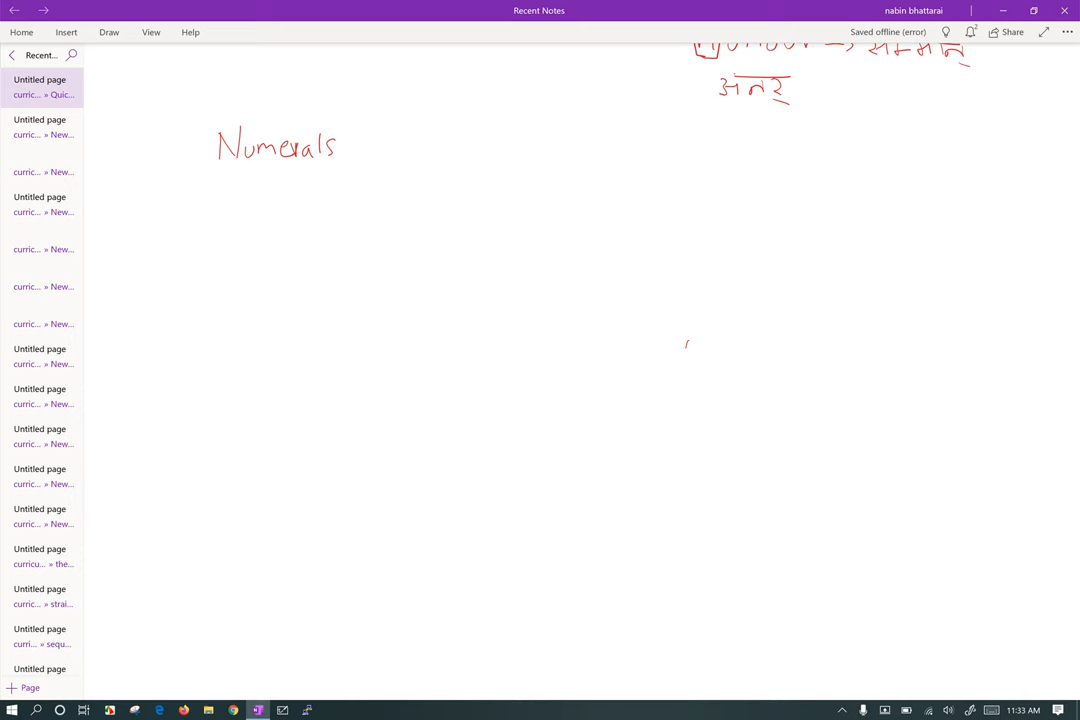 Recent Notes
nabin bhattarai
Home Insert Draw View Help
Saved offline (error)
Share
Recent...
Untitled page
curric... » Quic...
Untitled page
curric... » New...
curric... » New...
Untitled page
curric... » New...
curric... » New...
curric... » New...
curric... » New...
Untitled page
curric... » New...
Untitled page
curric... » New...
Untitled page
curric... » New...
Untitled page
curric... » New...
Untitled page
curric... » New...
Untitled page
curricu... » the...
Untitled page
curric... » strai...
Untitled page
curri... » sequ...
Untitled page
Page
Numerals
11:33 AM